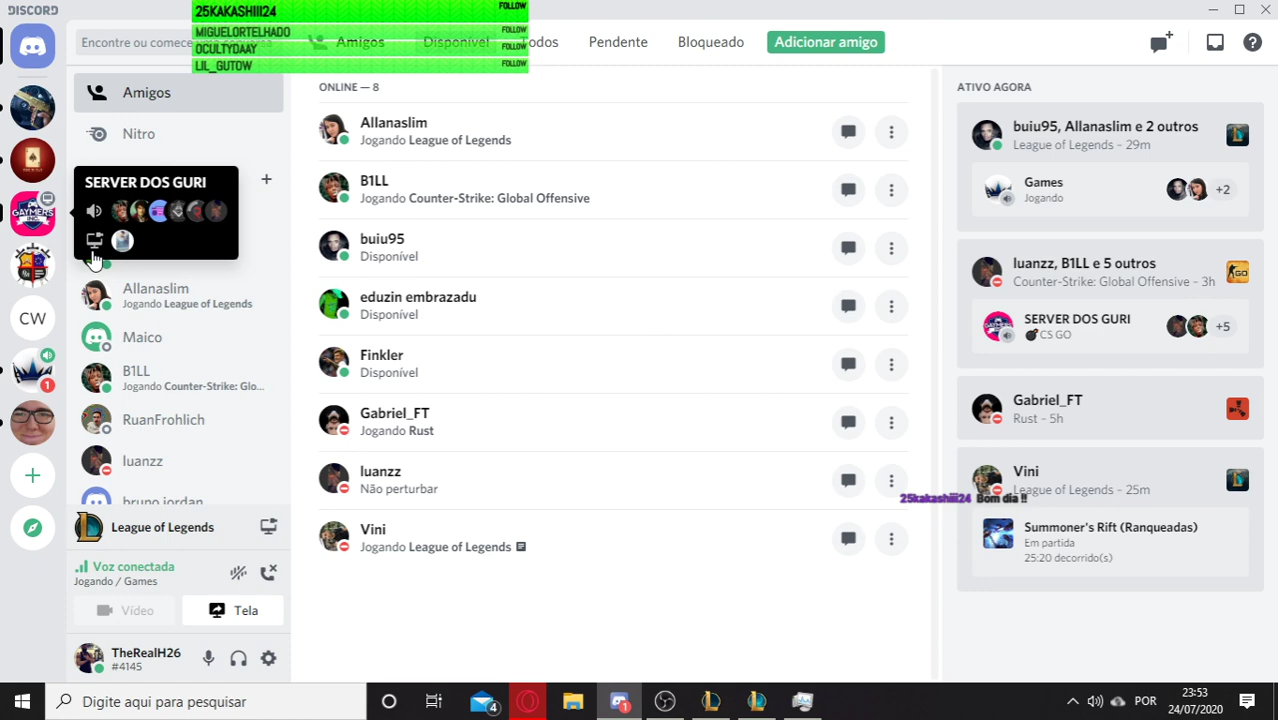 DISCORD
25KAKASHIII24 FOLLOW
MIGUELORTELHADO FOLLOW
OCULTYDAAY FOLLOW
LIL_GUTOW FOLLOW
Encontre ou comece uma
Amigos
Disponível
Todos
Pendente
Bloqueado
Adicionar amigo
Amigos
Nitro
SERVER DOS GURI
CW
1
Allanaslim
Jogando League of Legends
Maico
B1LL
Jogando Counter-Strike: Glo...
RuanFrohlich
luanzz
bruno jordan
League of Legends
Voz conectada
Jogando / Games
Vídeo
Tela
TheRealH26
#4145
ONLINE — 8
Allanaslim
Jogando League of Legends
B1LL
Jogando Counter-Strike: Global Offensive
buiu95
Disponível
eduzin embrazadu
Disponível
Finkler
Disponível
Gabriel_FT
Jogando Rust
luanzz
Não perturbar
Vini
Jogando League of Legends
ATIVO AGORA
buiu95, Allanaslim e 2 outros
League of Legends – 29m
Games
Jogando
+2
luanzz, B1LL e 5 outros
Counter-Strike: Global Offensive – 3h
SERVER DOS GURI
CS GO
+5
Gabriel_FT
Rust – 5h
Vini
League of Legends – 25m
25kakashiii24 Bom dia !!
Summoner's Rift (Ranqueadas)
Em partida
25:20 decorrido(s)
Digite aqui para pesquisar
4
1
POR
23:53
24/07/2020